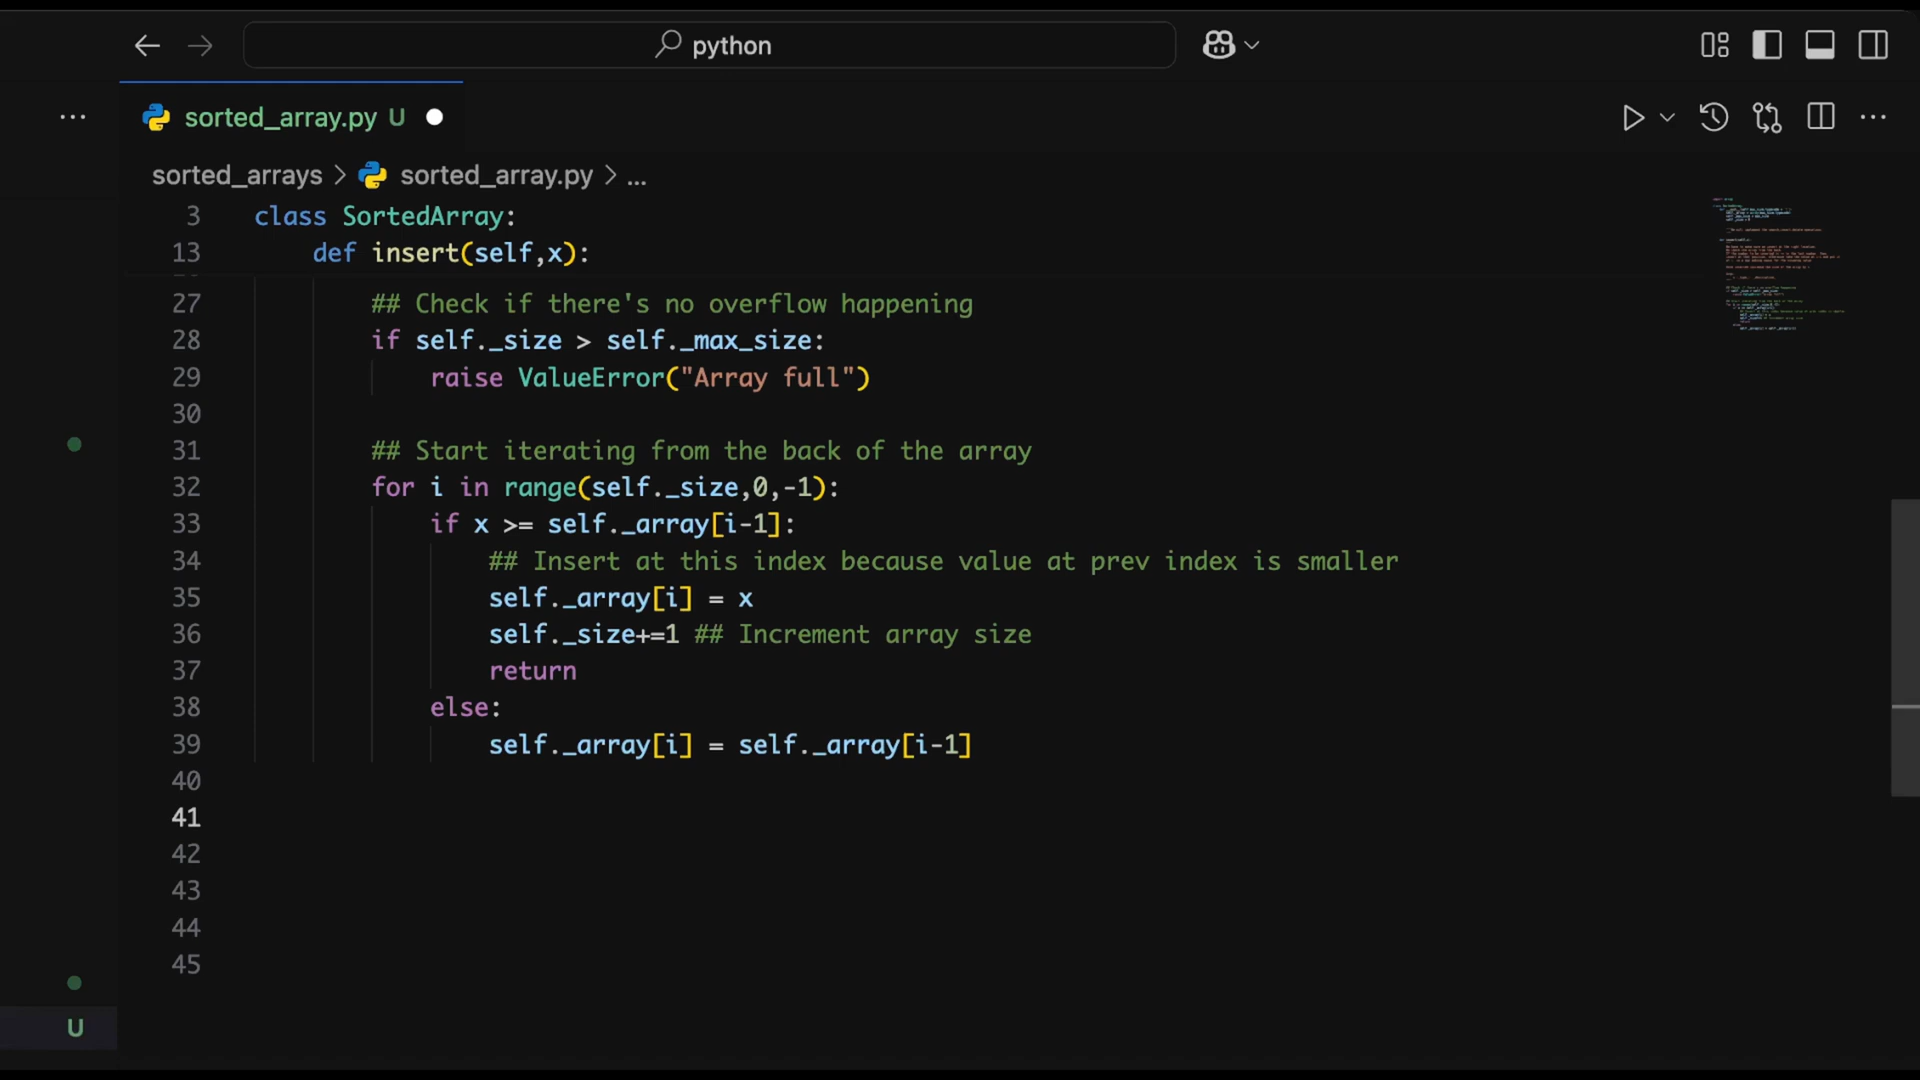 python
sorted_array.py U
sorted_arrays > sorted_array.py > ...
3 class SortedArray:
13 def insert(self,x):
27 ## Check if there's no overflow happening
28 if self._size > self._max_size:
29 raise ValueError("Array full")
30
31 ## Start iterating from the back of the array
32 for i in range(self._size,0,-1):
33 if x >= self._array[i-1]:
34 ## Insert at this index because value at prev index is smaller
35 self._array[i] = x
36 self._size+=1 ## Increment array size
37 return
38 else:
39 self._array[i] = self._array[i-1]
40
41
42
43
44
45
U